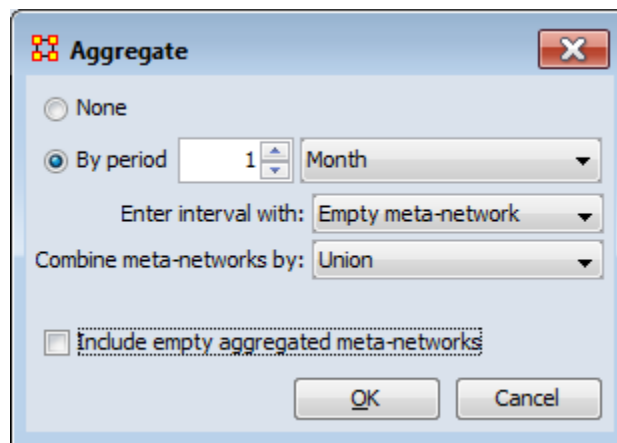 Aggregate
None
By period 1 Month
Enter interval with: Empty meta-network
Combine meta-networks by: Union
Include empty aggregated meta-networks
OK Cancel